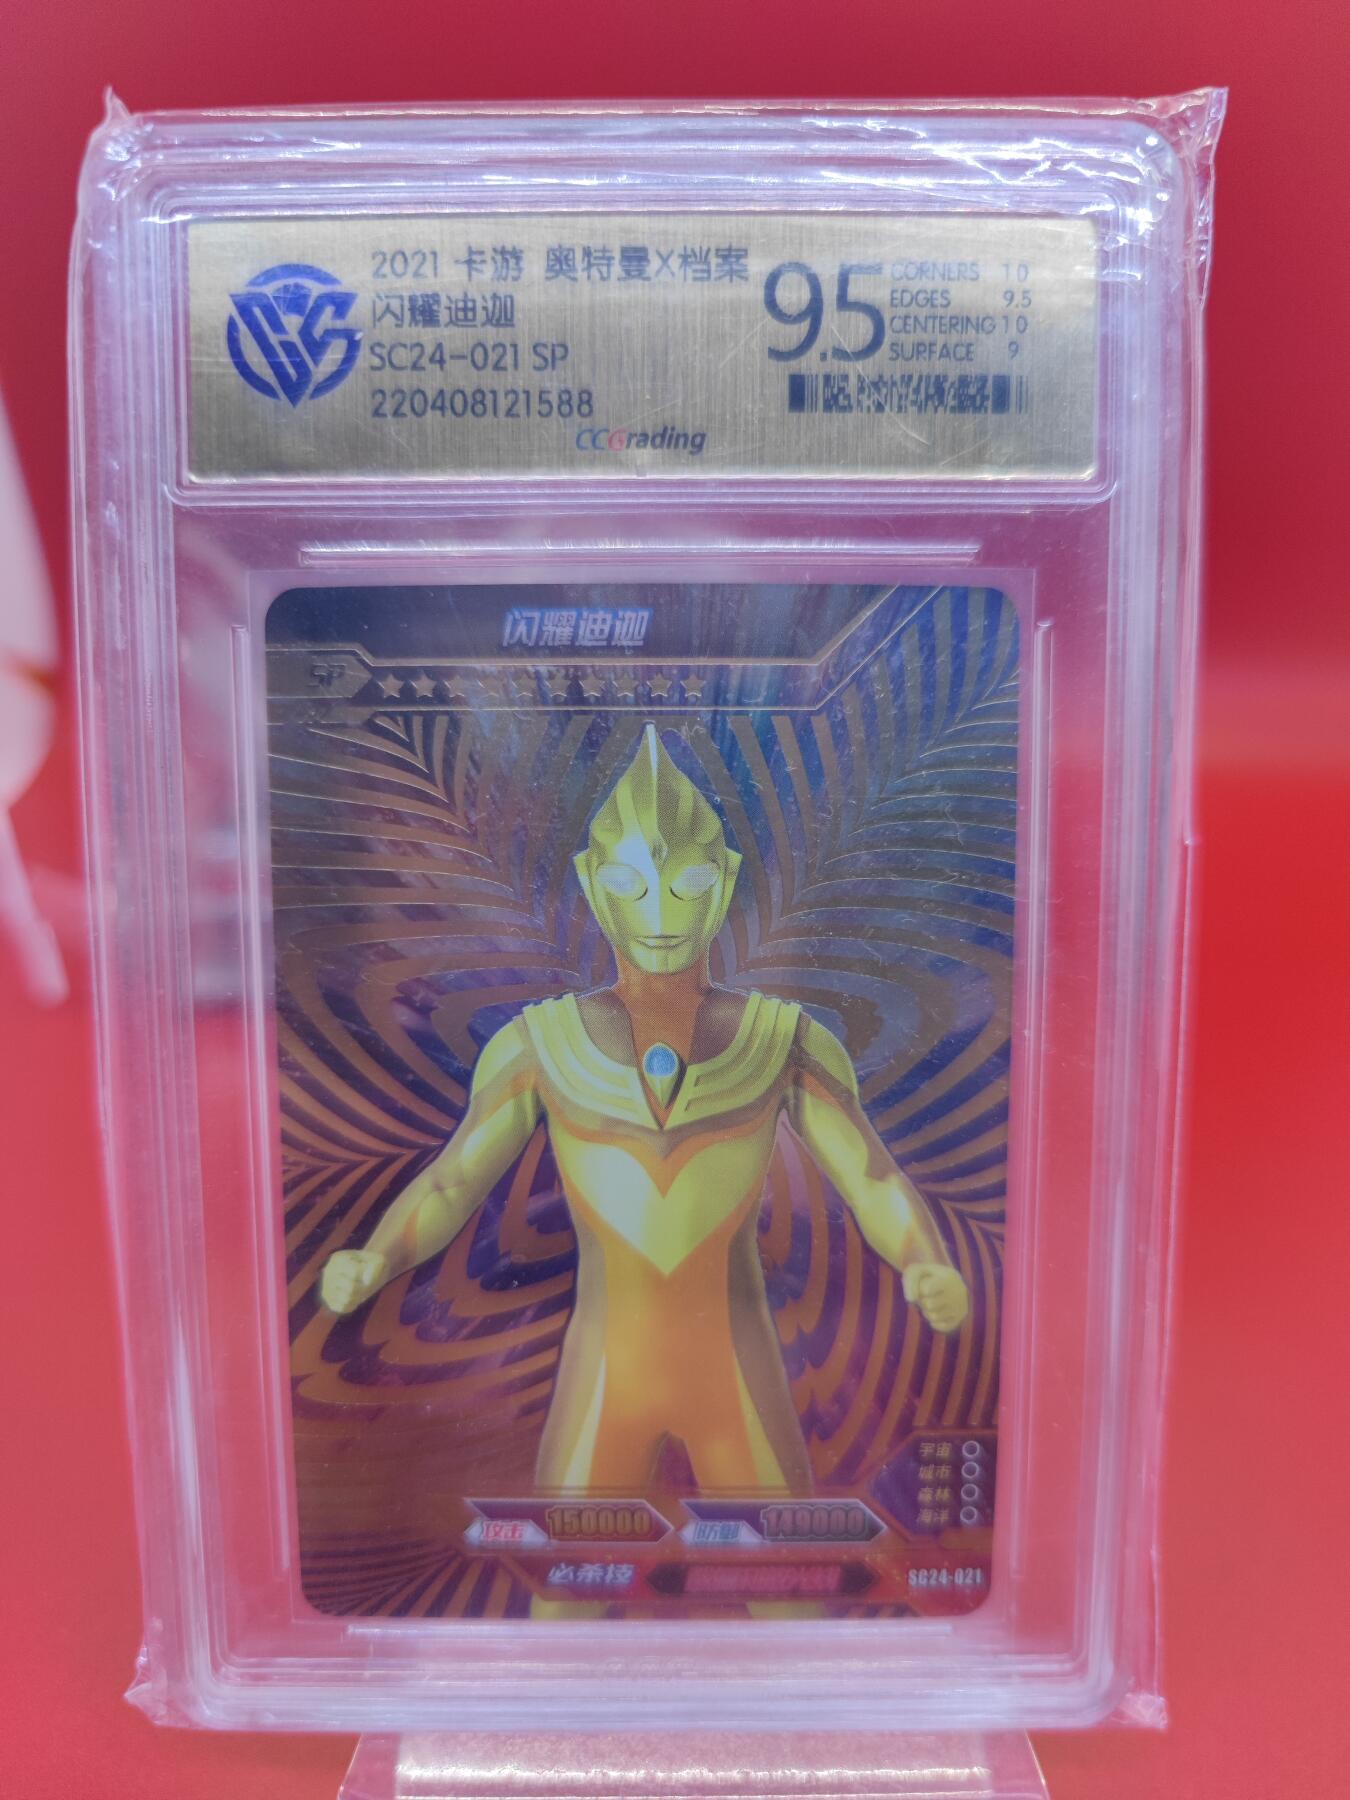 2021 卡游 奥特曼X档案
闪耀迪迦
SC24-021 SP
220408121588
9.5
CORNERS 10
EDGES 9.5
CENTERING 10
SURFACE 9
CCGrading
闪耀迪迦
SP
宇宙
城市
森林
海洋
攻击 150000
防御 149000
必杀技
SC24-021